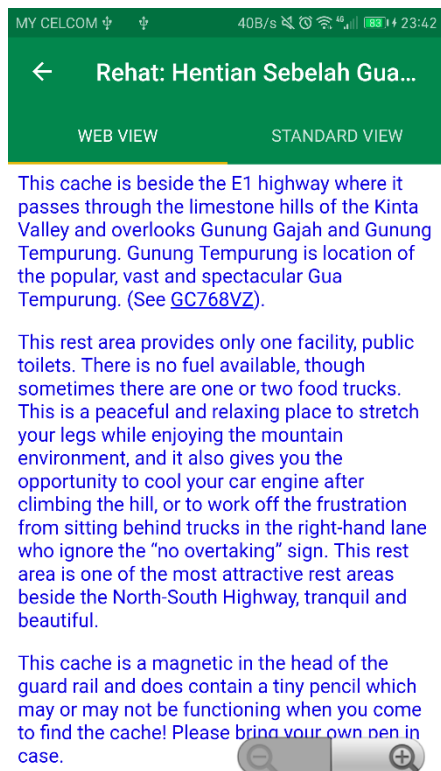 MY CELCOM 40B/s 4G 83 23:42
Rehat: Hentian Sebelah Gua...
WEB VIEW STANDARD VIEW
This cache is beside the E1 highway where it
passes through the limestone hills of the Kinta
Valley and overlooks Gunung Gajah and Gunung
Tempurung. Gunung Tempurung is location of
the popular, vast and spectacular Gua
Tempurung. (See GC768VZ).
This rest area provides only one facility, public
toilets. There is no fuel available, though
sometimes there are one or two food trucks.
This is a peaceful and relaxing place to stretch
your legs while enjoying the mountain
environment, and it also gives you the
opportunity to cool your car engine after
climbing the hill, or to work off the frustration
from sitting behind trucks in the right-hand lane
who ignore the “no overtaking” sign. This rest
area is one of the most attractive rest areas
beside the North-South Highway, tranquil and
beautiful.
This cache is a magnetic in the head of the
guard rail and does contain a tiny pencil which
may or may not be functioning when you come
to find the cache! Please bring your own pen in
case.